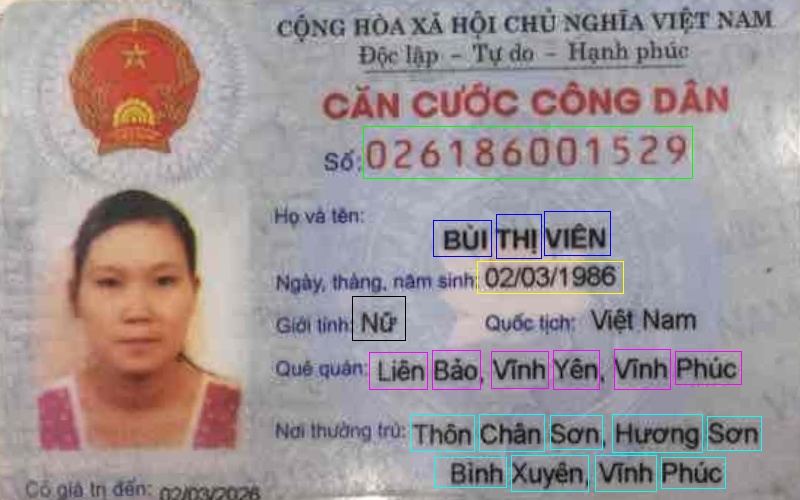 CỘNG HÒA XÃ HỘI CHỦ NGHĨA VIỆT NAM
Độc lập - Tự do - Hạnh phúc
CĂN CƯỚC CÔNG DÂN
Số: 026186001529
Họ và tên:
BÙI THỊ VIÊN
Ngày, tháng, năm sinh: 02/03/1986
Giới tính: Nữ Quốc tịch: Việt Nam
Quê quán: Liên Bảo, Vĩnh Yên, Vĩnh Phúc
Nơi thường trú: Thôn Chân Sơn, Hương Sơn
Bình Xuyên, Vĩnh Phúc
Có giá trị đến: 02/03/2026